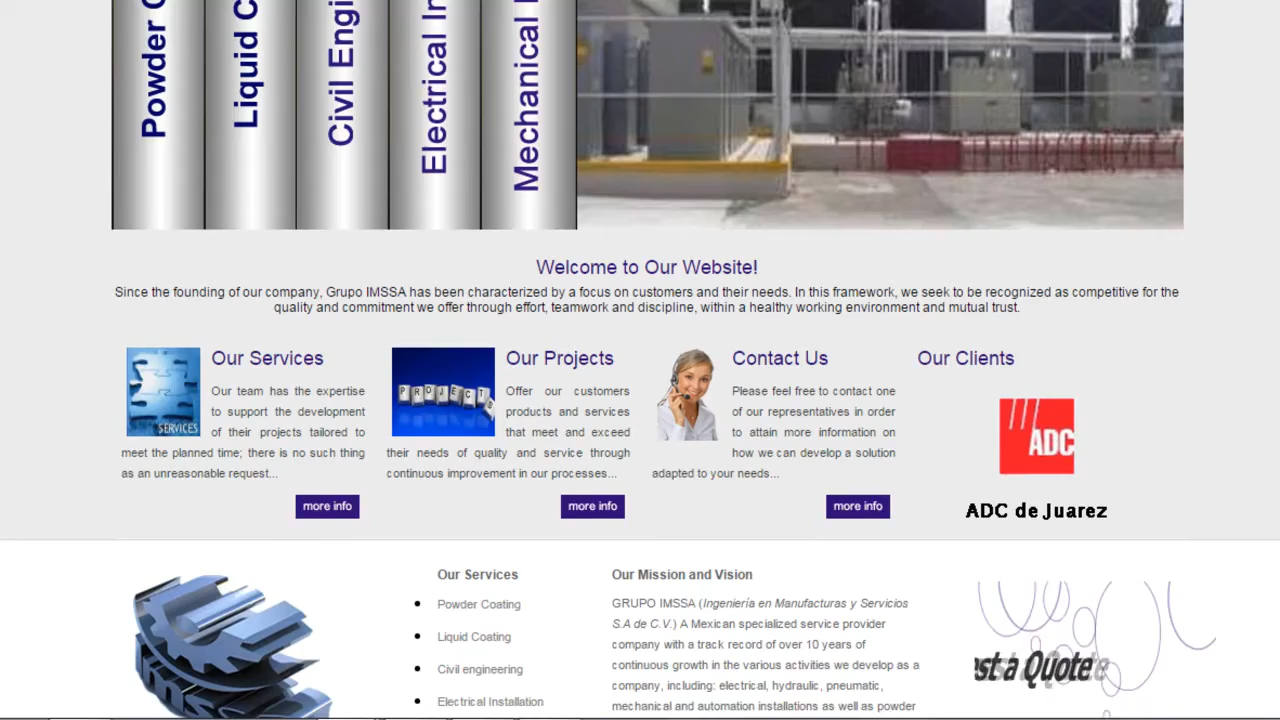 Powder C
Liquid C
Civil Engi
Electrical In
Mechanical
Welcome to Our Website!
Since the founding of our company, Grupo IMSSA has been characterized by a focus on customers and their needs. In this framework, we seek to be recognized as competitive for the
quality and commitment we offer through effort, teamwork and discipline, within a healthy working environment and mutual trust.
SERVICES
Our Services
Our team has the expertise
to support the development
of their projects tailored to
meet the planned time; there is no such thing
as an unreasonable request...
more info
PROJECTS
Our Projects
Offer our customers
products and services
that meet and exceed
their needs of quality and service through
continuous improvement in our processes...
more info
Contact Us
Please feel free to contact one
of our representatives in order
to attain more information on
how we can develop a solution
adapted to your needs...
more info
Our Clients
ADC
ADC de Juarez
Our Services
Powder Coating
Liquid Coating
Civil engineering
Electrical Installation
Our Mission and Vision
GRUPO IMSSA (Ingeniería en Manufacturas y Servicios
S.A de C.V.) A Mexican specialized service provider
company with a track record of over 10 years of
continuous growth in the various activities we develop as a
company, including: electrical, hydraulic, pneumatic,
mechanical and automation installations as well as powder
st a Quote